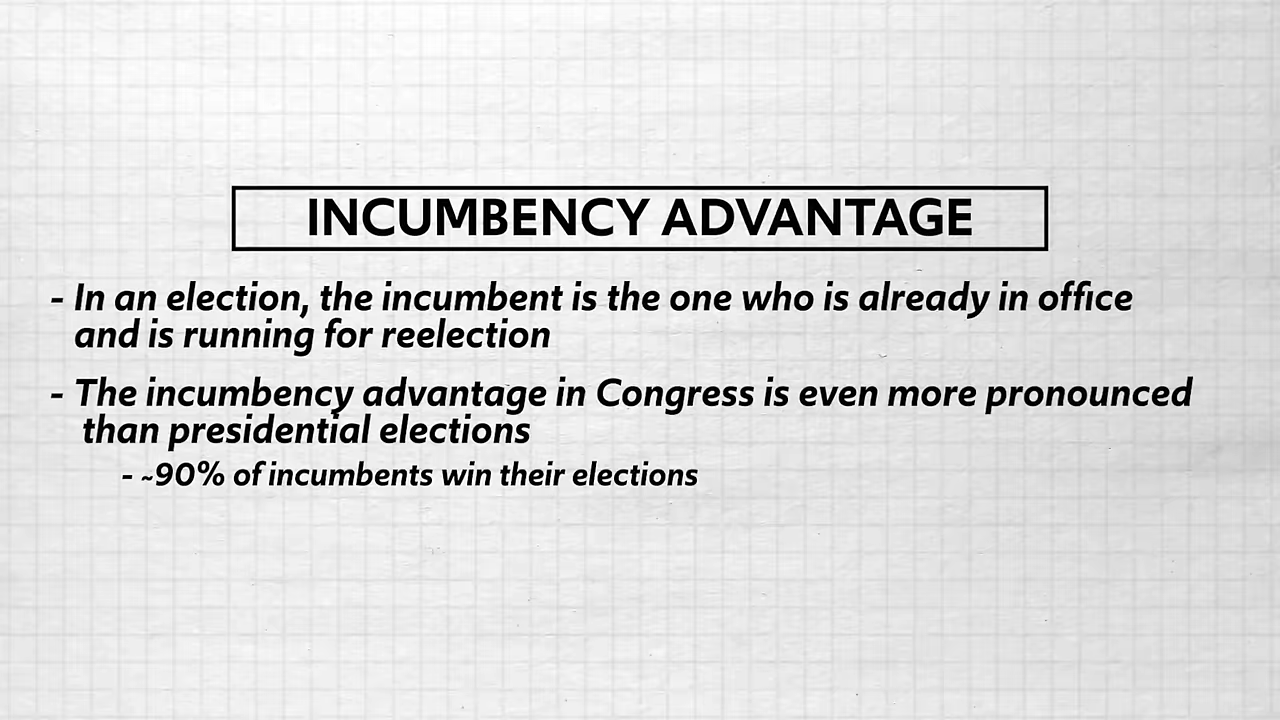 INCUMBENCY ADVANTAGE
- In an election, the incumbent is the one who is already in office
and is running for reelection
- The incumbency advantage in Congress is even more pronounced
than presidential elections
- ~90% of incumbents win their elections